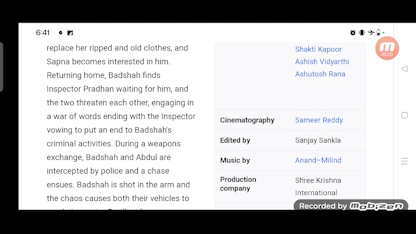 6:41
replace her ripped and old clothes, and
Sapna becomes interested in him.
Returning home, Badshah finds
Inspector Pradhan waiting for him, and
the two threaten each other, engaging in
a war of words ending with the Inspector
vowing to put an end to Badshah's
criminal activities. During a weapons
exchange, Badshah and Abdul are
intercepted by police and a chase
ensues. Badshah is shot in the arm and
the chaos causes both their vehicles to
Shakti Kapoor
Ashish Vidyarthi
Ashutosh Rana
Cinematography Sameer Reddy
Edited by Sanjay Sankla
Music by Anand–Milind
Production Shree Krishna
company International
Recorded by Mobizen